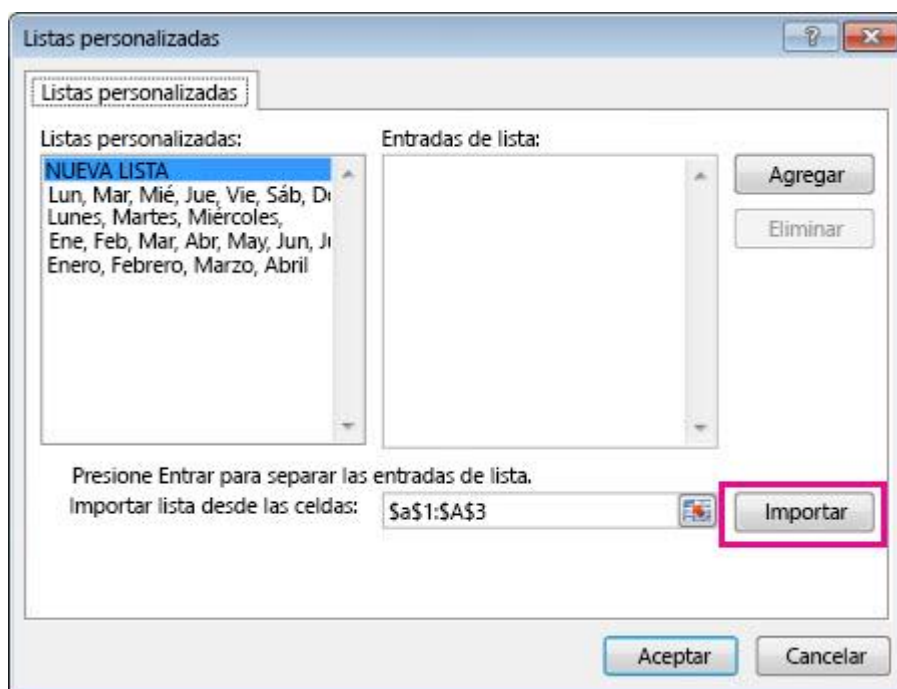 Listas personalizadas
Listas personalizadas
Listas personalizadas:
Entradas de lista:
NUEVA LISTA
Lun, Mar, Mié, Jue, Vie, Sáb,
Lunes, Martes, Miércoles,
Ene, Feb, Mar, Abr, May, Jun,
Enero, Febrero, Marzo, Abril
Agregar
Eliminar
Presione Entrar para separar las entradas de lista.
Importar lista desde las celdas:
$a$1:$A$3
Importar
Aceptar
Cancelar